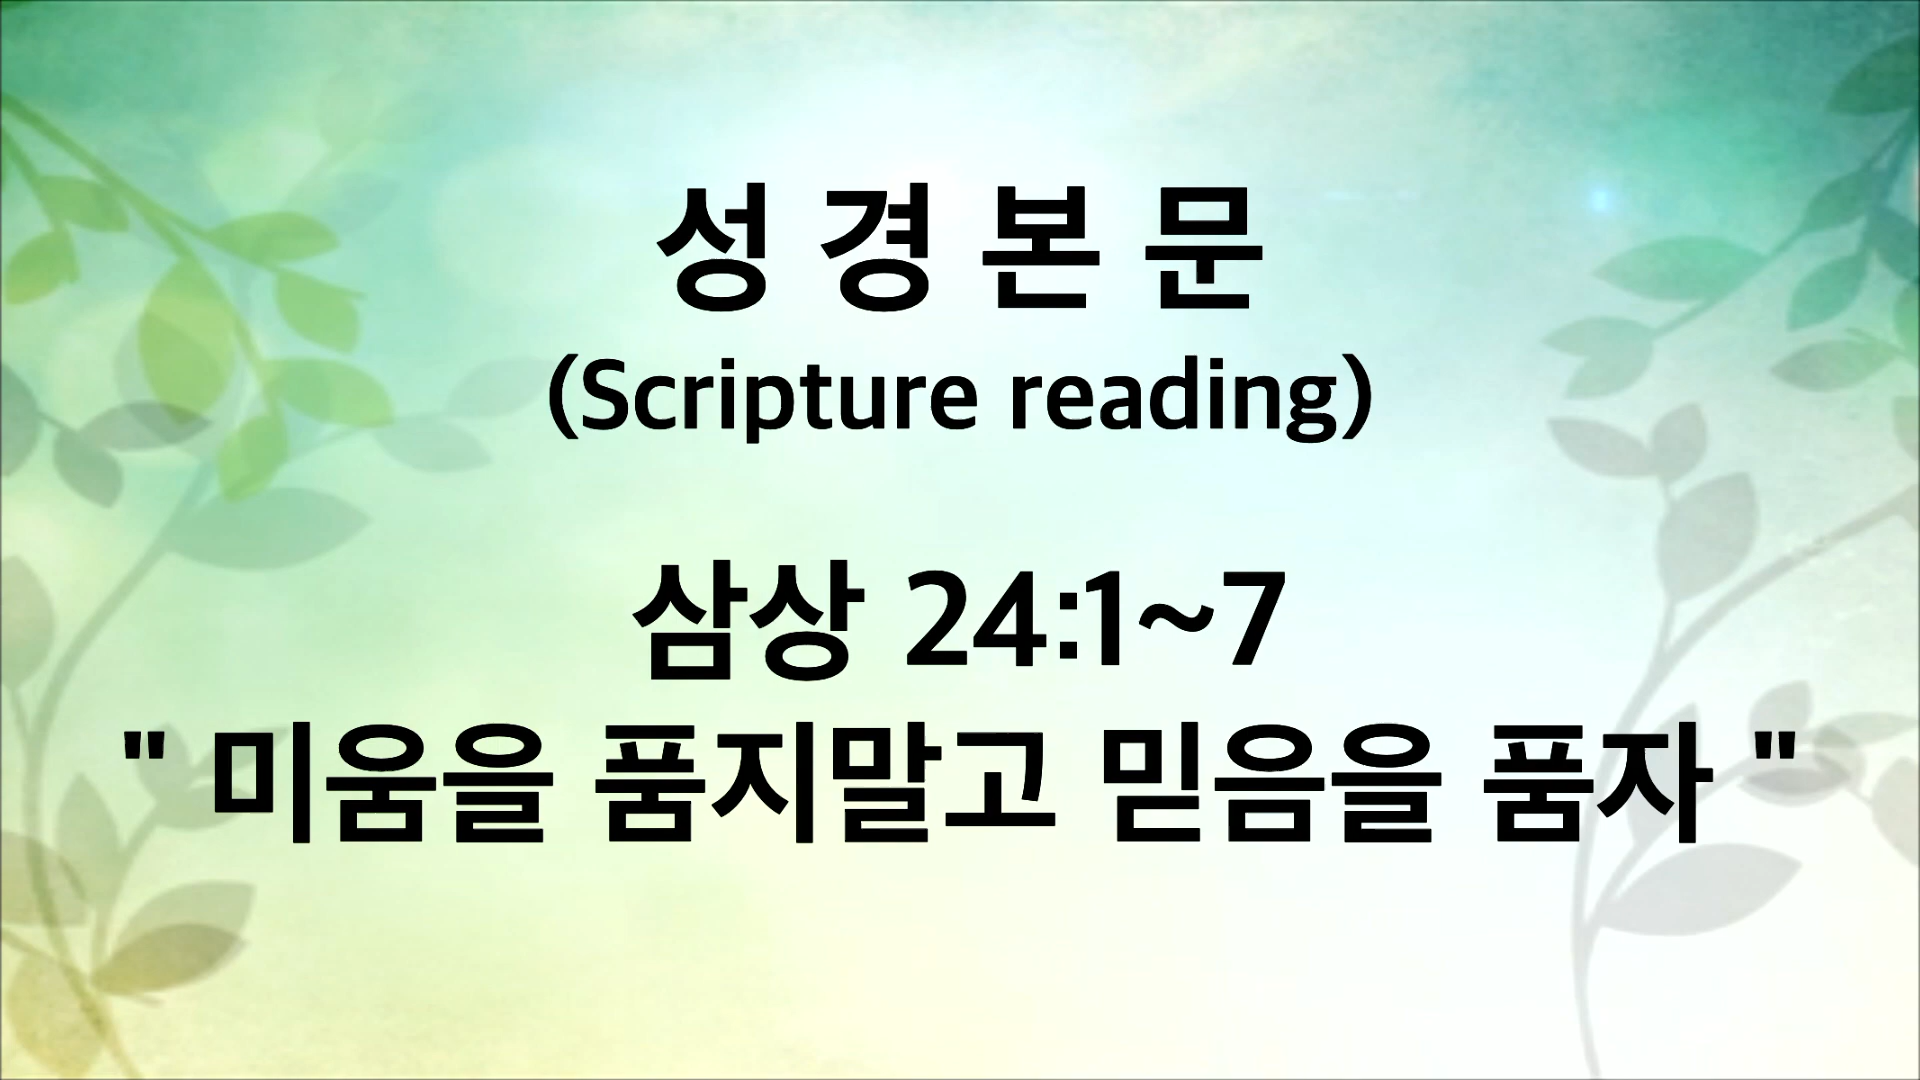 성 경 본 문
(Scripture reading)
삼상 24:1~7
" 미움을 품지말고 믿음을 품자 "